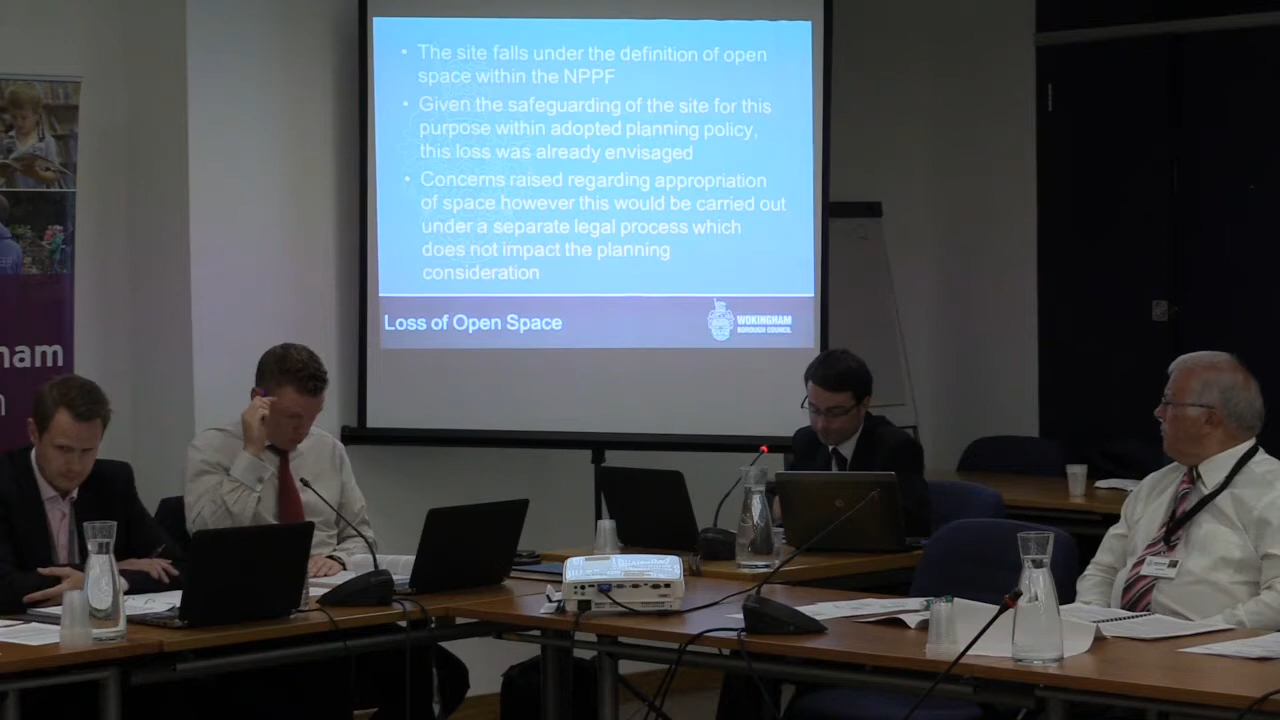 • The site falls under the definition of open
space within the NPPF
• Given the safeguarding of the site for this
purpose within adopted planning policy,
this loss was already envisaged
• Concerns raised regarding appropriation
of space however this would be carried out
under a separate legal process which
does not impact the planning
consideration
Loss of Open Space
WOKINGHAM
BOROUGH COUNCIL
ham
n